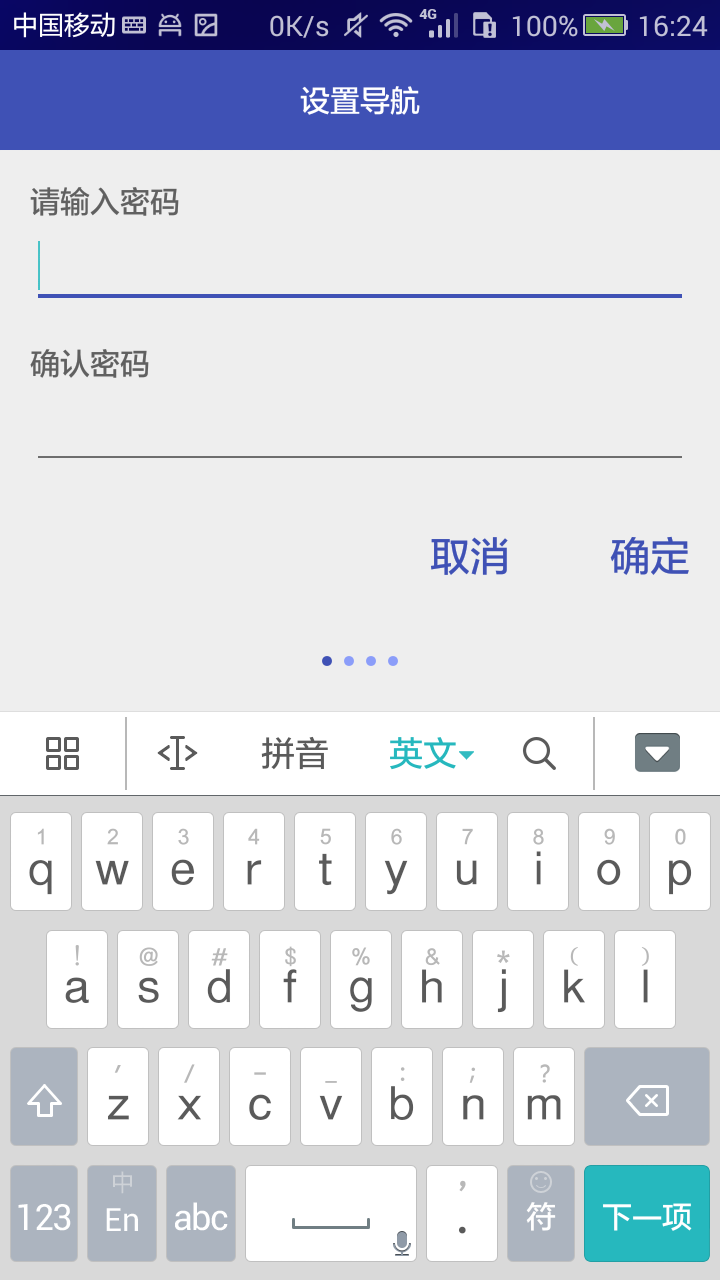 中国移动 0K/s 4G 100% 16:24
设置导航
请输入密码
确认密码
取消 确定
拼音 英文
1 2 3 4 5 6 7 8 9 0
q w e r t y u i o p
! @ # $ % & * ( )
a s d f g h j k l
′ / – _ : ; ?
z x c v b n m
中 ,
123 En abc . 符 下一项